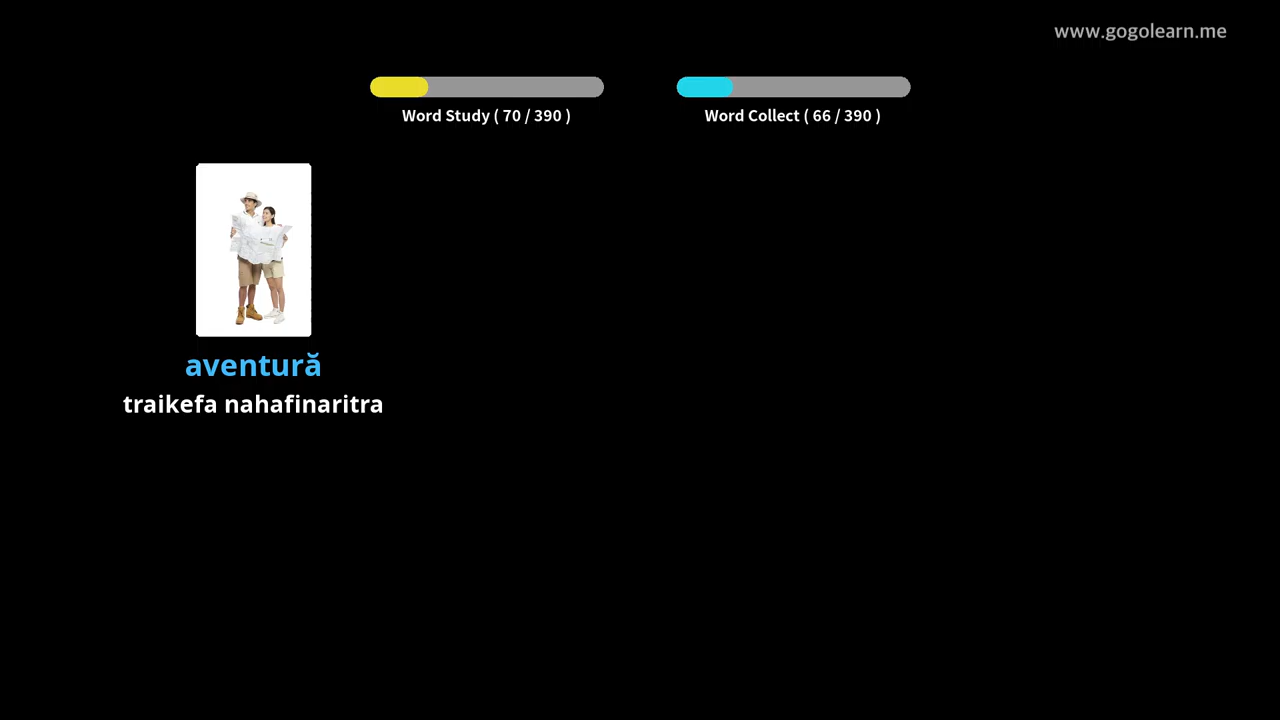 www.gogolearn.me
Word Study ( 70 / 390 )
Word Collect ( 66 / 390 )
aventură
traikefa nahafinaritra